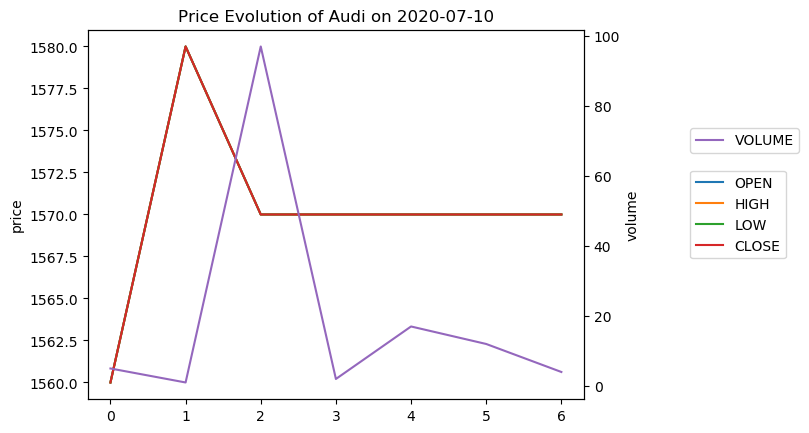 Price Evolution of Audi on 2020-07-10
1580.0
1577.5
1575.0
1572.5
1570.0
1567.5
1565.0
1562.5
1560.0
price
0 1 2 3 4 5 6
100
80
60
40
20
0
volume
VOLUME
OPEN
HIGH
LOW
CLOSE